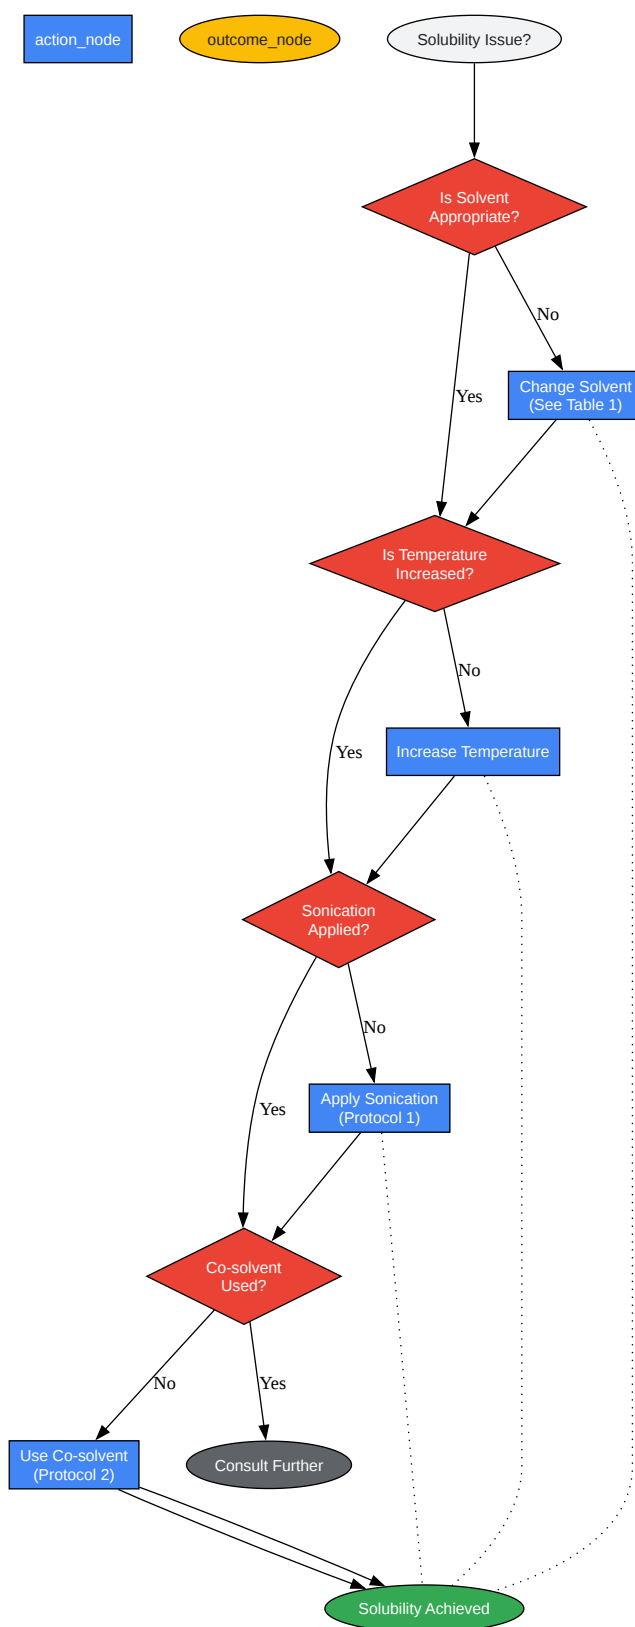 action_node
outcome_node
Solubility Issue?
Is Solvent
Appropriate?
No
Change Solvent
(See Table 1)
Yes
Is Temperature
Increased?
No
Increase Temperature
Yes
Sonication
Applied?
No
Apply Sonication
(Protocol 1)
Yes
Co-solvent
Used?
No
Yes
Use Co-solvent
(Protocol 2)
Consult Further
Solubility Achieved